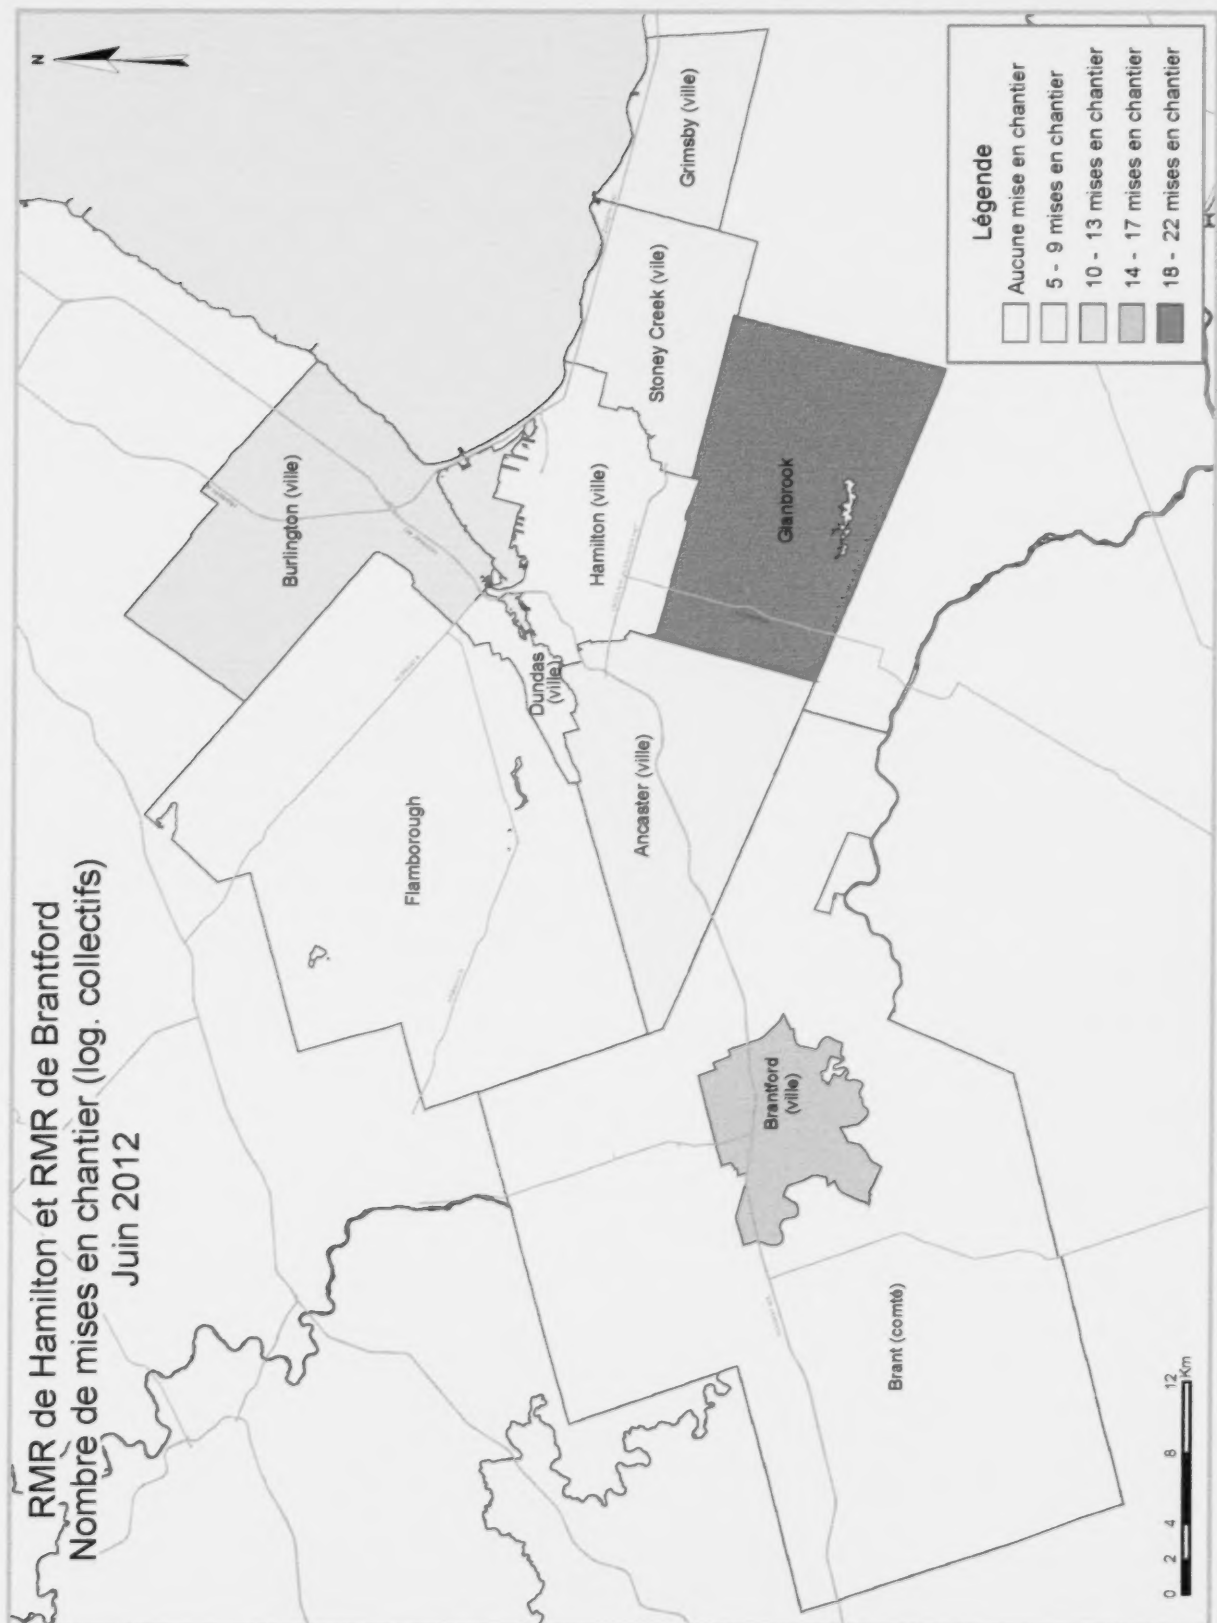 RMR de Hamilton et RMR de Brantford
Nombre de mises en chantier (log. collectifs)
Juin 2012
N
Burlington (ville)
Flamborough
Dundas
(ville)
Hamilton (ville)
Stoney Creek (vile)
Grimsby (ville)
Ancaster (ville)
Glanbrook
Brantford
(ville)
Brant (comté)
Légende
Aucune mise en chantier
5 - 9 mises en chantier
10 - 13 mises en chantier
14 - 17 mises en chantier
18 - 22 mises en chantier
0 2 4 8 12
Km